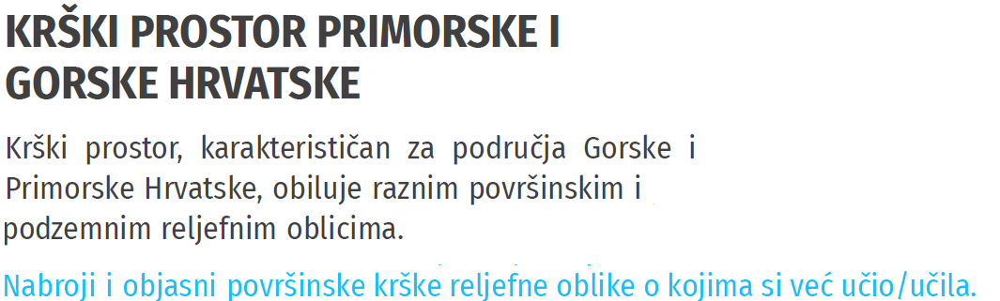 KRŠKI PROSTOR PRIMORSKE I
GORSKE HRVATSKE
Krški prostor, karakterističan za područja Gorske i
Primorske Hrvatske, obiluje raznim površinskim i
podzemnim reljefnim oblicima.
Nabroji i objasni površinske krške reljefne oblike o kojima si već učio/učila.